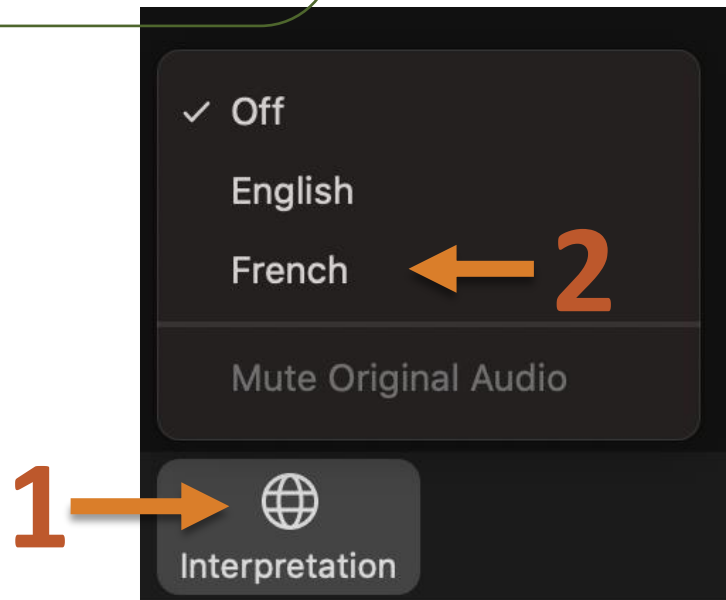 Off
English
French 2
Mute Original Audio
1
Interpretation